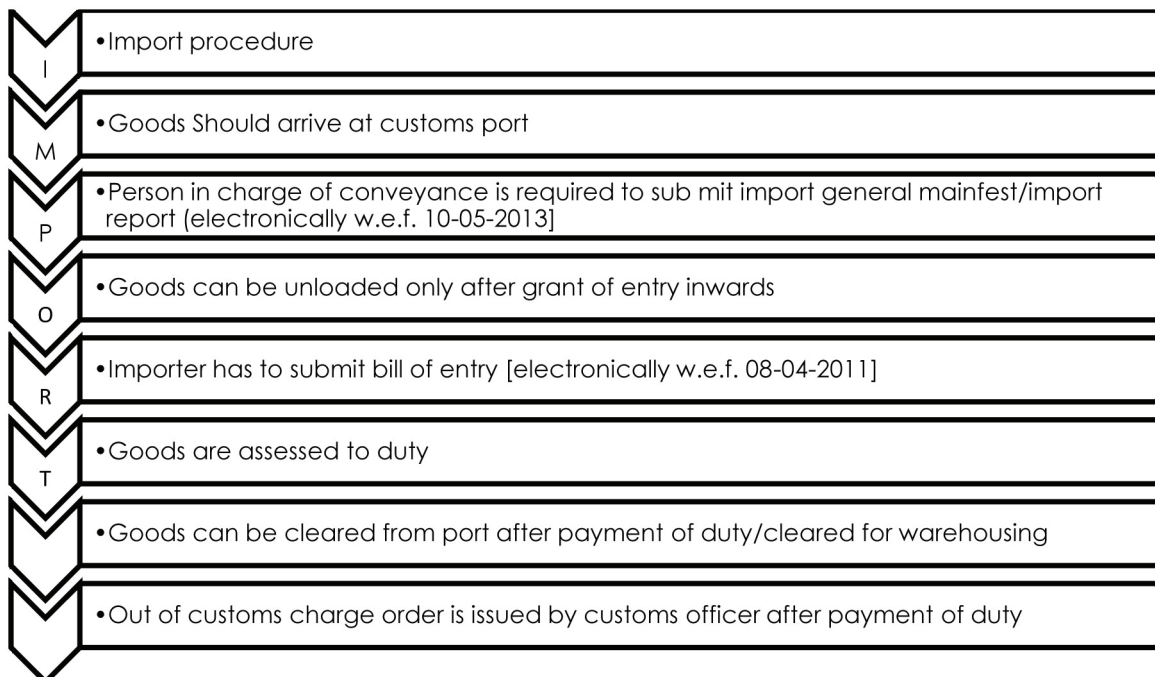 •Import procedure
I
•Goods Should arrive at customs port
M
•Person in charge of conveyance is required to sub mit import general mainfest/import
report (electronically w.e.f. 10-05-2013]
P
•Goods can be unloaded only after grant of entry inwards
O
•Importer has to submit bill of entry [electronically w.e.f. 08-04-2011]
R
•Goods are assessed to duty
T
•Goods can be cleared from port after payment of duty/cleared for warehousing
•Out of customs charge order is issued by customs officer after payment of duty